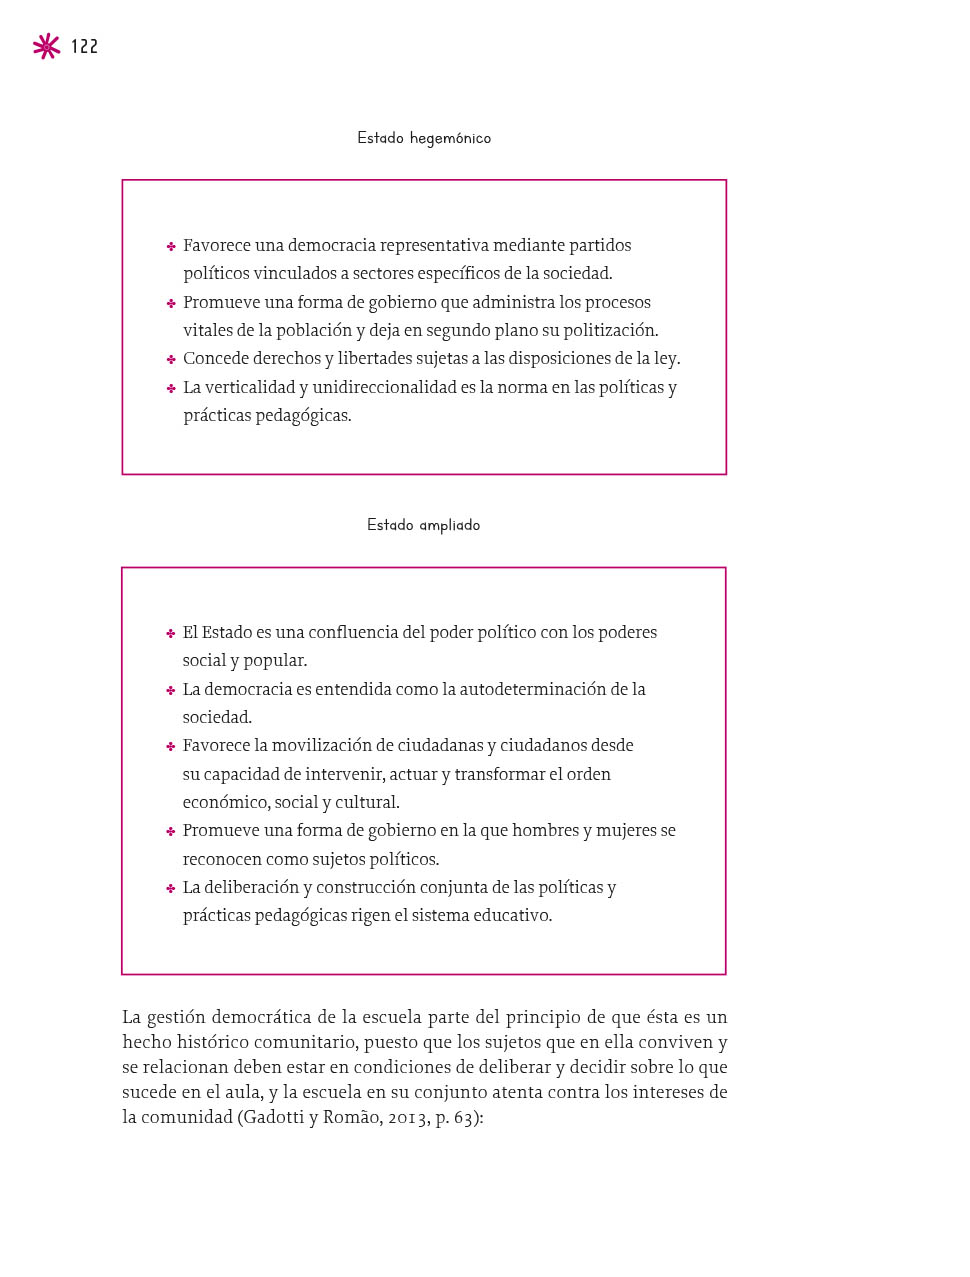 122
Estado hegemónico
✤ Favorece una democracia representativa mediante partidos
políticos vinculados a sectores específicos de la sociedad.
✤ Promueve una forma de gobierno que administra los procesos
vitales de la población y deja en segundo plano su politización.
✤ Concede derechos y libertades sujetas a las disposiciones de la ley.
✤ La verticalidad y unidireccionalidad es la norma en las políticas y
prácticas pedagógicas.
Estado ampliado
✤ El Estado es una confluencia del poder político con los poderes
social y popular.
✤ La democracia es entendida como la autodeterminación de la
sociedad.
✤ Favorece la movilización de ciudadanas y ciudadanos desde
su capacidad de intervenir, actuar y transformar el orden
económico, social y cultural.
✤ Promueve una forma de gobierno en la que hombres y mujeres se
reconocen como sujetos políticos.
✤ La deliberación y construcción conjunta de las políticas y
prácticas pedagógicas rigen el sistema educativo.
La gestión democrática de la escuela parte del principio de que ésta es un
hecho histórico comunitario, puesto que los sujetos que en ella conviven y
se relacionan deben estar en condiciones de deliberar y decidir sobre lo que
sucede en el aula, y la escuela en su conjunto atenta contra los intereses de
la comunidad (Gadotti y Romão, 2013, p. 63):